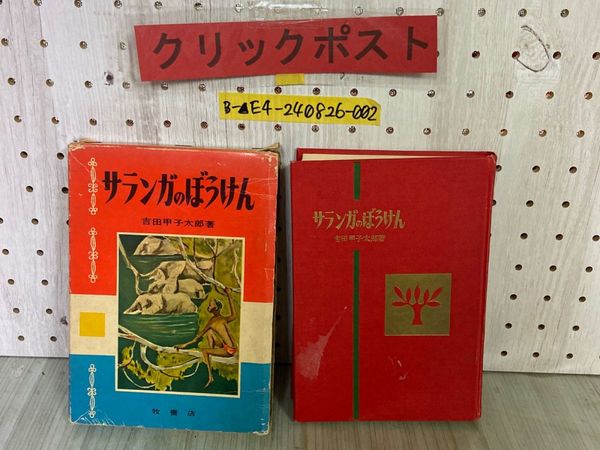 クリックポスト
B-▲E4-240826-002
サランガのぼうけん
吉田甲子太郎著
牧書店
サランガのぼうけん
吉田甲子太郎著